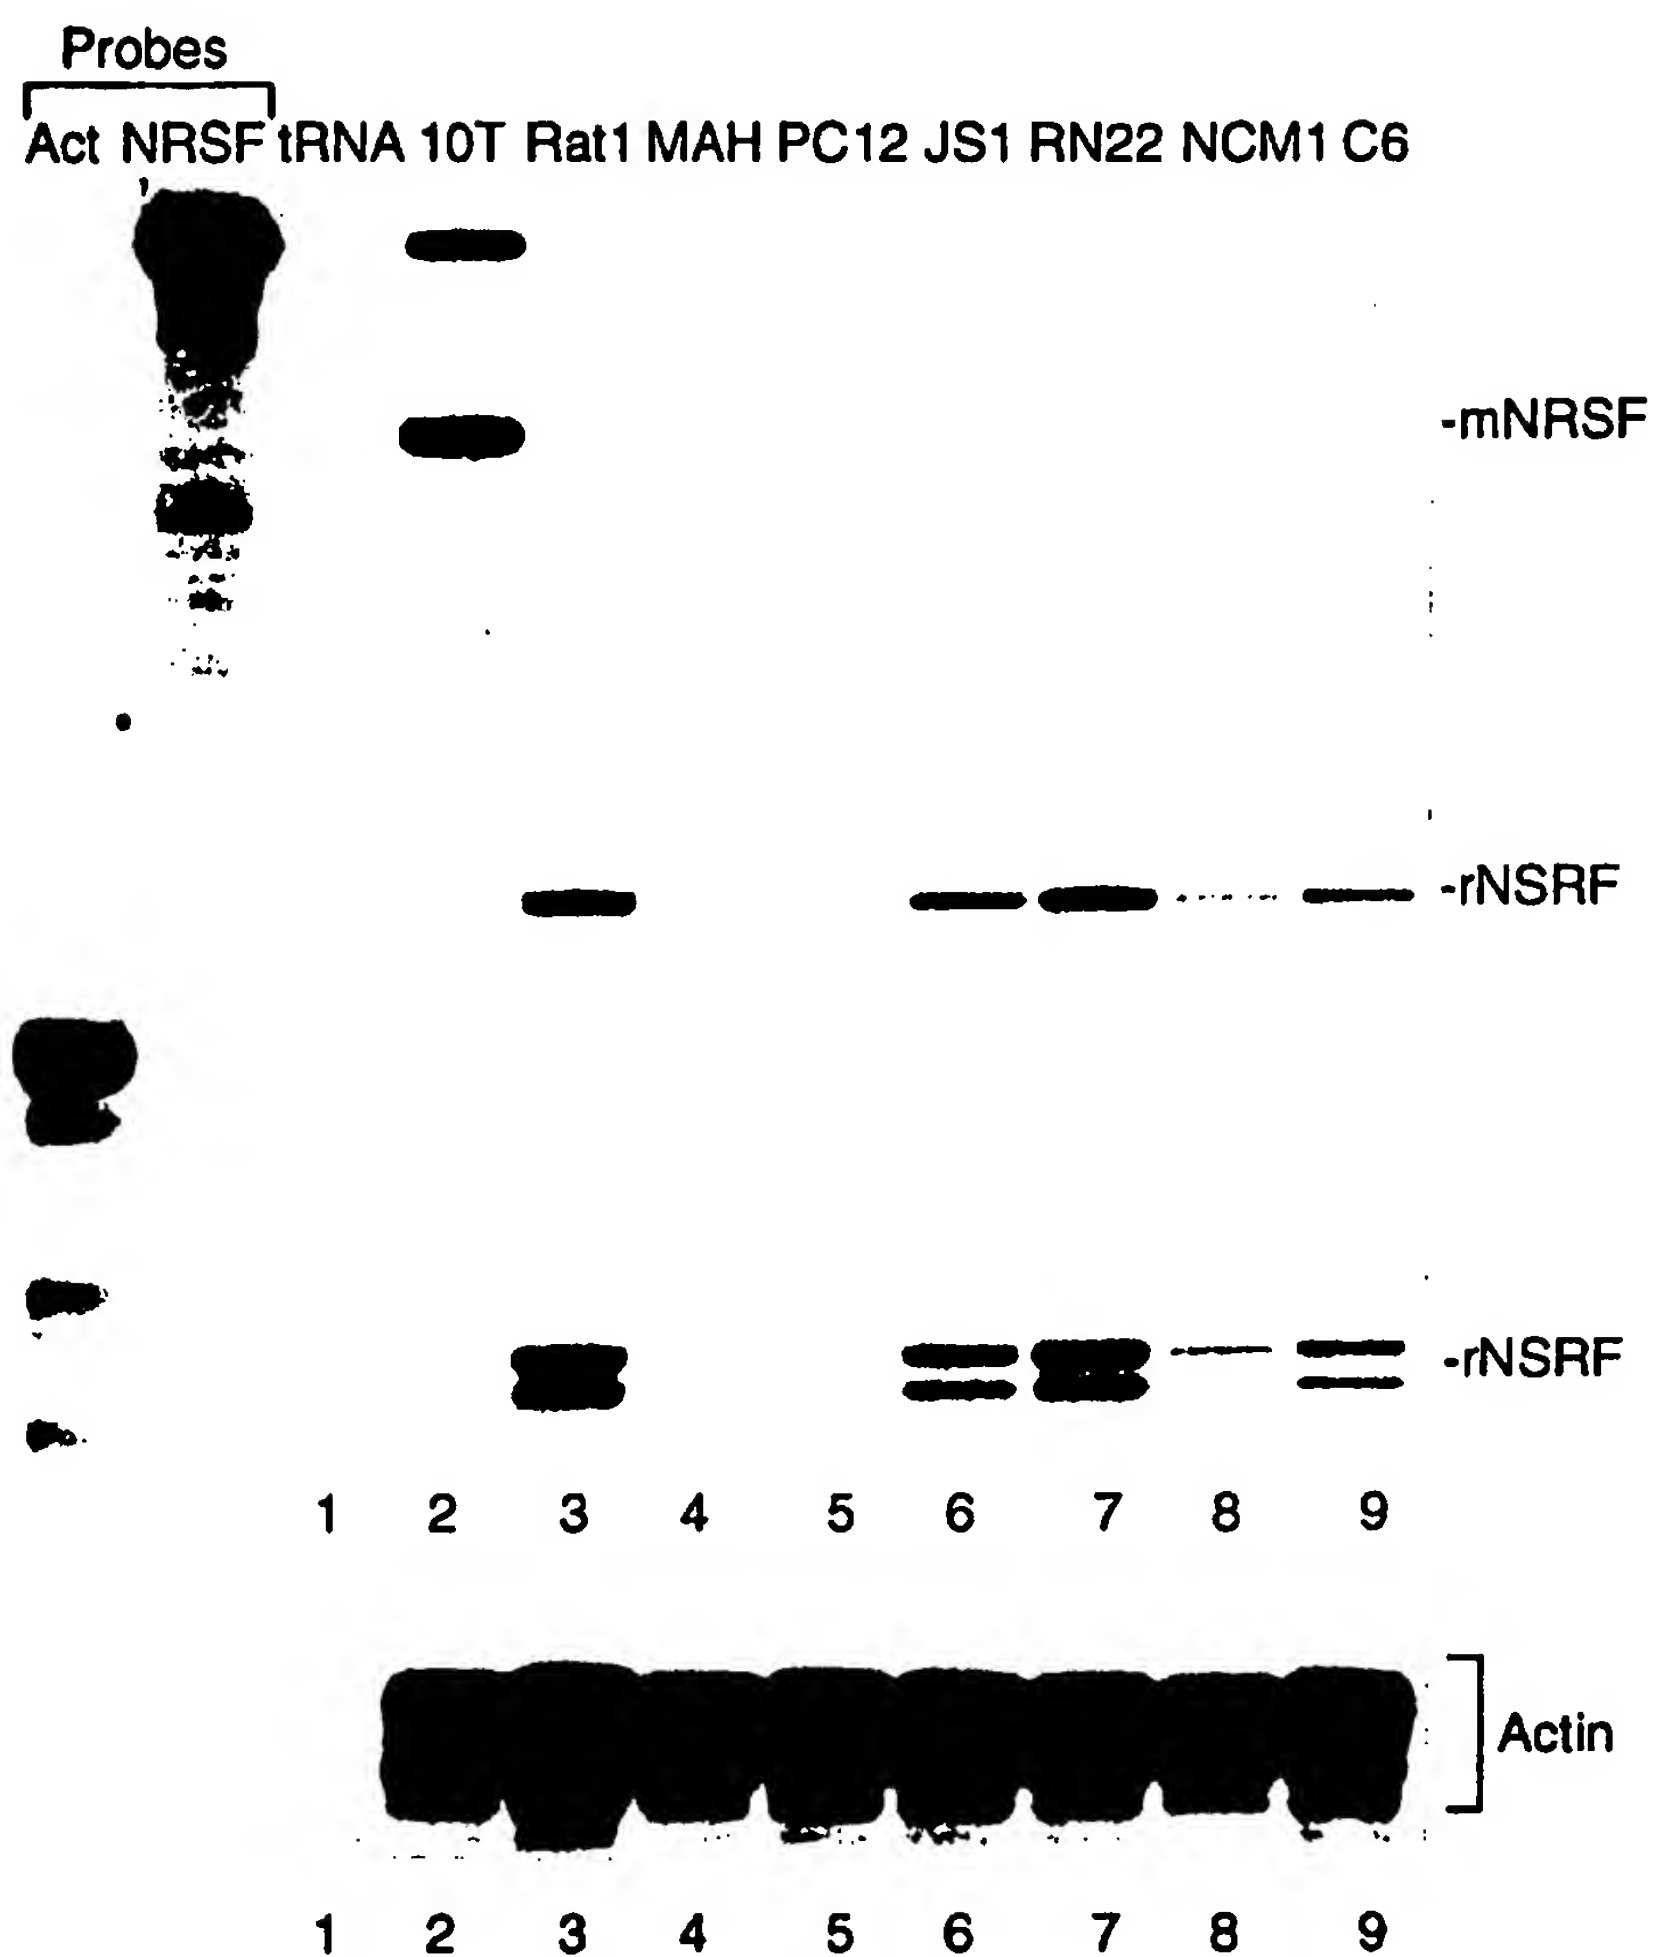 Probes
Act NRSF tRNA 10T Rat1 MAH PC12 JS1 RN22 NCM1 C6
-mNRSF
-rNSRF
-rNSRF
1 2 3 4 5 6 7 8 9
Actin
1 2 3 4 5 6 7 8 9